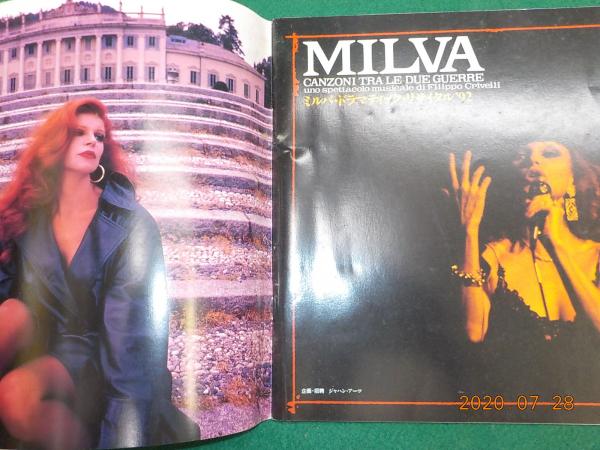 MILVA
CANZONI TRA LE DUE GUERRE
uno spettacolo musicale di Filippo Crivelli
ミルバ・ドラマティック・リサイタル'92
企画・招聘 ジャパン・アーツ
2020 07 28